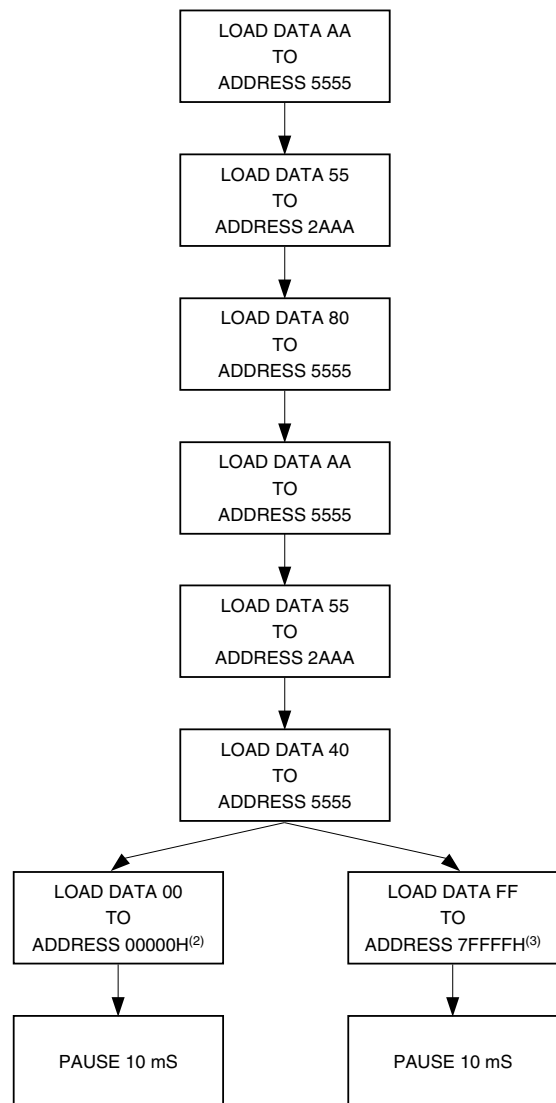 LOAD DATA AA
TO
ADDRESS 5555
LOAD DATA 55
TO
ADDRESS 2AAA
LOAD DATA 80
TO
ADDRESS 5555
LOAD DATA AA
TO
ADDRESS 5555
LOAD DATA 55
TO
ADDRESS 2AAA
LOAD DATA 40
TO
ADDRESS 5555
LOAD DATA 00
TO
ADDRESS 00000H(2)
PAUSE 10 mS
LOAD DATA FF
TO
ADDRESS 7FFFFH(3)
PAUSE 10 mS